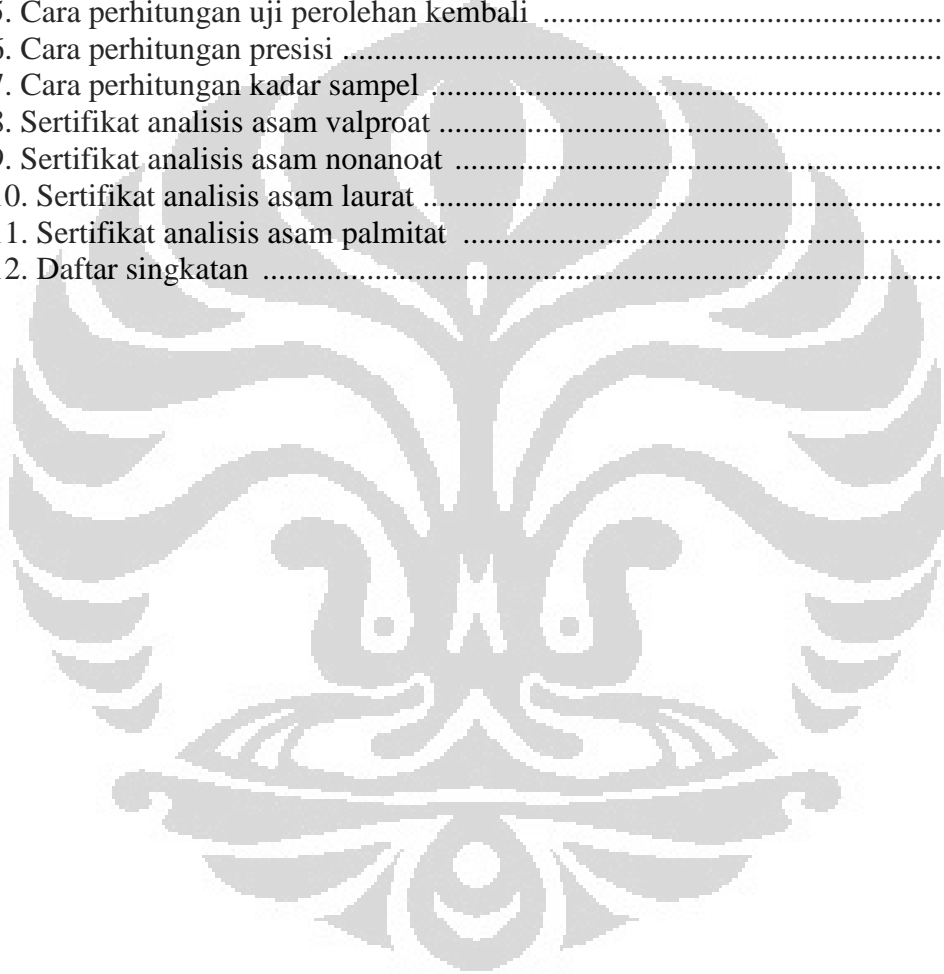 5. Cara perhitungan uji perolehan kembali ....................................................
6. Cara perhitungan presisi .............................................................................
7. Cara perhitungan kadar sampel ..................................................................
8. Sertifikat analisis asam valproat .................................................................
9. Sertifikat analisis asam nonanoat ...............................................................
10. Sertifikat analisis asam laurat ...................................................................
11. Sertifikat analisis asam palmitat ..............................................................
12. Daftar singkatan ........................................................................................